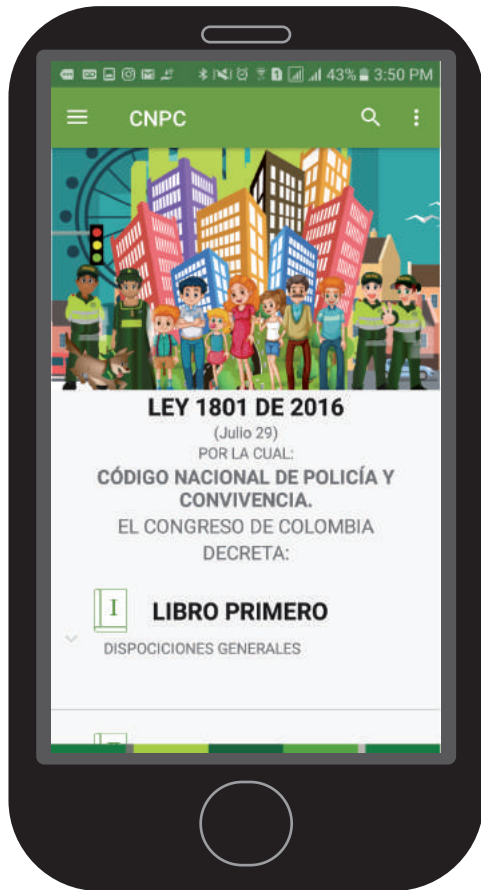 43% 3:50 PM
CNPC
LEY 1801 DE 2016
(Julio 29)
POR LA CUAL:
CÓDIGO NACIONAL DE POLICÍA Y
CONVIVENCIA.
EL CONGRESO DE COLOMBIA
DECRETA:
I LIBRO PRIMERO
DISPOCICIONES GENERALES